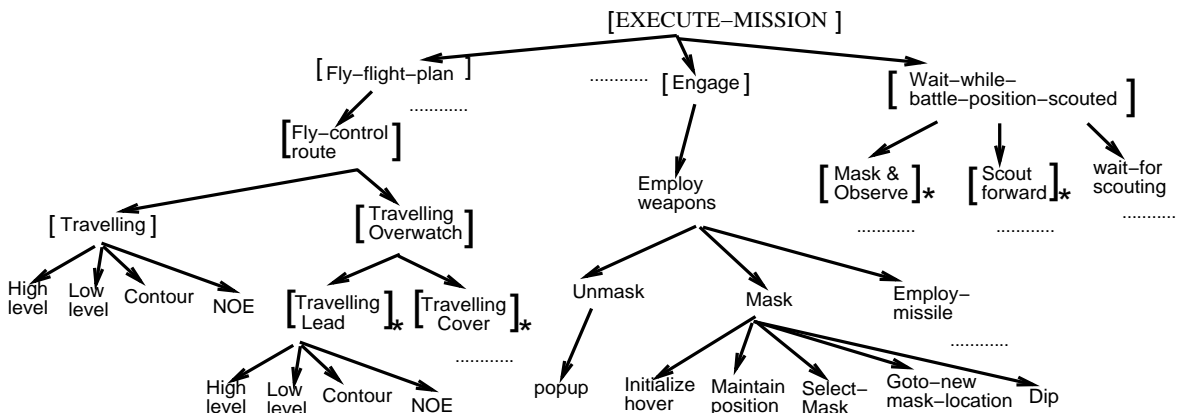 [EXECUTE–MISSION ]
[Fly–flight–plan]
............
[Engage]
[Wait–while–
battle–position–scouted]
............
[Fly–control
route]
Employ
weapons
[Mask &
Observe]*
[Scout
forward]*
wait–for
scouting
............
............
............
[Travelling]
[Travelling
Overwatch]
High
level
Low
level
Contour
NOE
[Travelling
Lead]*
[Travelling
Cover]*
............
Unmask
Mask
Employ–
missile
............
High
level
Low
level
Contour
NOE
popup
Initialize
hover
Maintain
position
Select–
Mask
Goto–new
mask–location
Dip